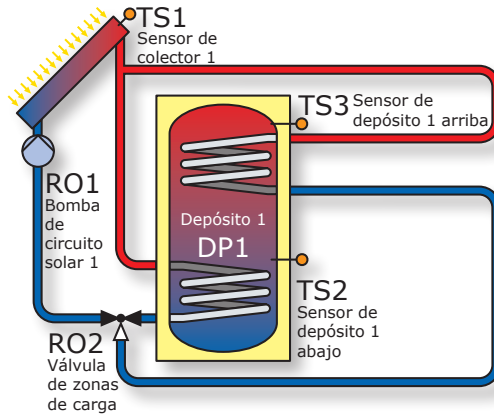 TS1
Sensor de
colector 1
TS3 Sensor de
depósito 1 arriba
RO1
Bomba
de
circuito
solar 1
Depósito 1
DP1
TS2
Sensor de
depósito 1
abajo
RO2
Válvula
de zonas
de carga